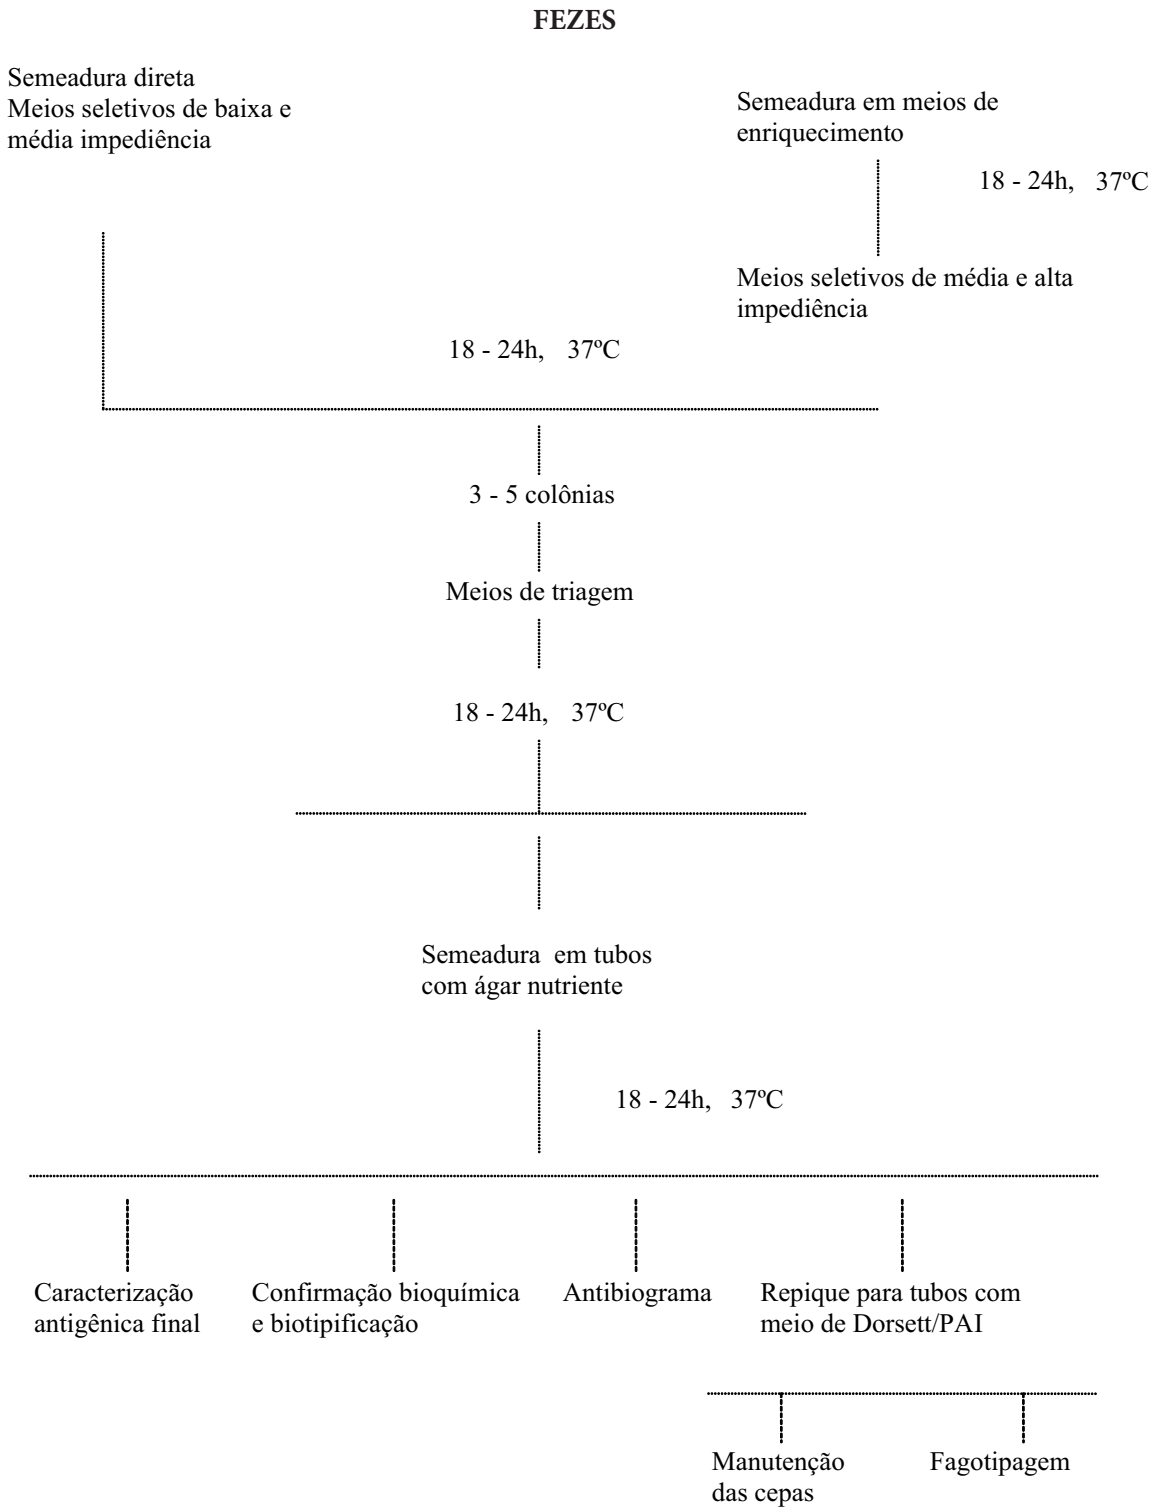 FEZES
Semeadura direta
Meios seletivos de baixa e
média impediência
Semeadura em meios de
enriquecimento
18 - 24h, 37ºC
Meios seletivos de média e alta
impediência
18 - 24h, 37ºC
3 - 5 colônias
Meios de triagem
18 - 24h, 37ºC
Semeadura em tubos
com ágar nutriente
18 - 24h, 37ºC
Caracterização
antigênica final
Confirmação bioquímica
e biotipificação
Antibiograma
Repique para tubos com
meio de Dorsett/PAI
Manutenção
das cepas
Fagotipagem